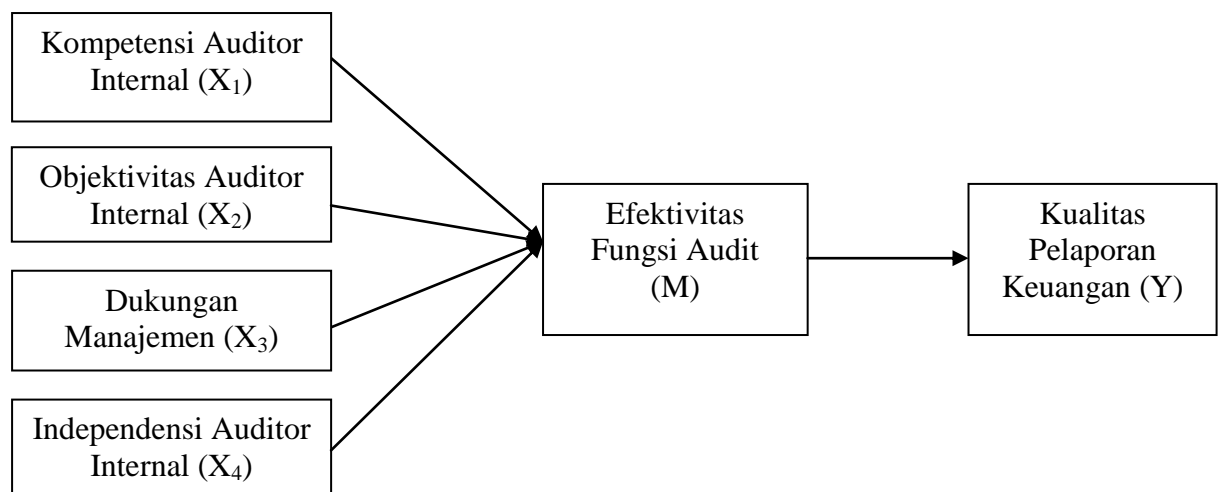 Kompetensi Auditor
Internal (X₁)
Objektivitas Auditor
Internal (X₂)
Dukungan
Manajemen (X₃)
Independensi Auditor
Internal (X₄)
Efektivitas
Fungsi Audit
(M)
Kualitas
Pelaporan
Keuangan (Y)